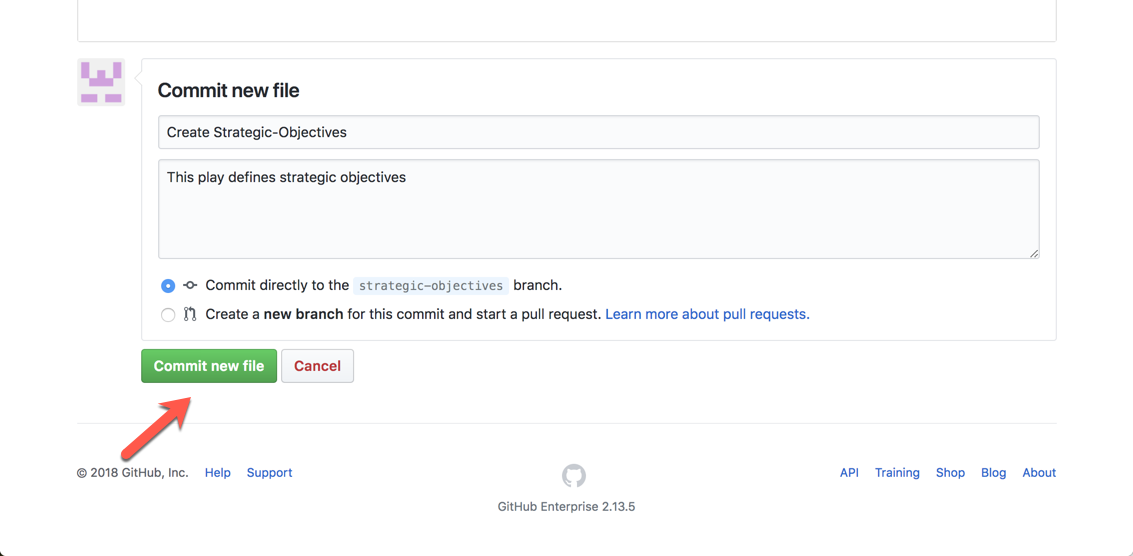 Commit new file
Create Strategic-Objectives
This play defines strategic objectives
Commit directly to the strategic-objectives branch.
Create a new branch for this commit and start a pull request. Learn more about pull requests.
Commit new file Cancel
© 2018 GitHub, Inc. Help Support API Training Shop Blog About
GitHub Enterprise 2.13.5